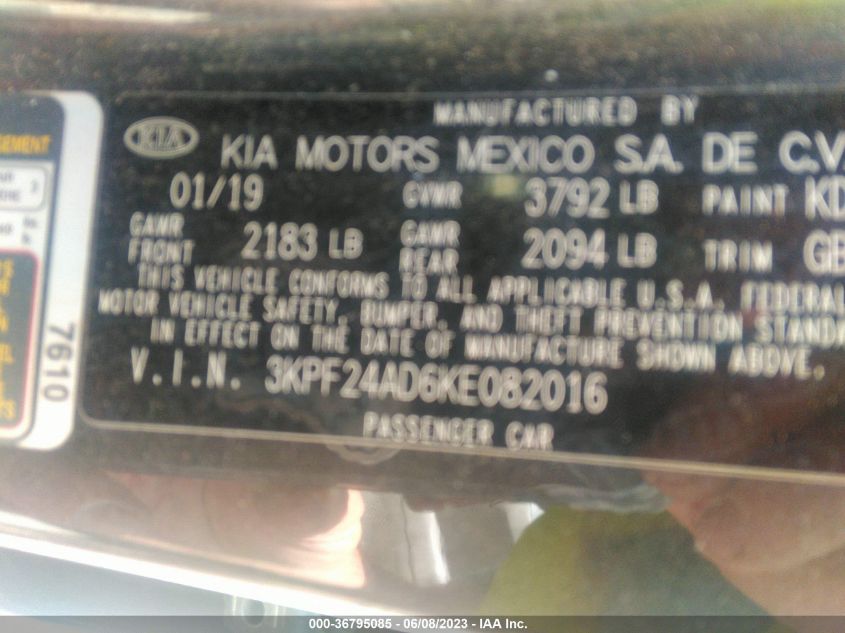 MANUFACTURED BY
KIA KIA MOTORS MEXICO S.A. DE C.V.
01/19 GVWR 3792 LB PAINT KD
GAWR FRONT 2183 LB GAWR REAR 2094 LB TRIM GB
THIS VEHICLE CONFORMS TO ALL APPLICABLE U.S.A. FEDERAL
MOTOR VEHICLE SAFETY, BUMPER, AND THEFT PREVENTION STANDA
IN EFFECT ON THE DATE OF MANUFACTURE SHOWN ABOVE.
V.I.N. 3KPF24AD6KE082016
PASSENGER CAR
7610
000-36795085 - 06/08/2023 - IAA Inc.